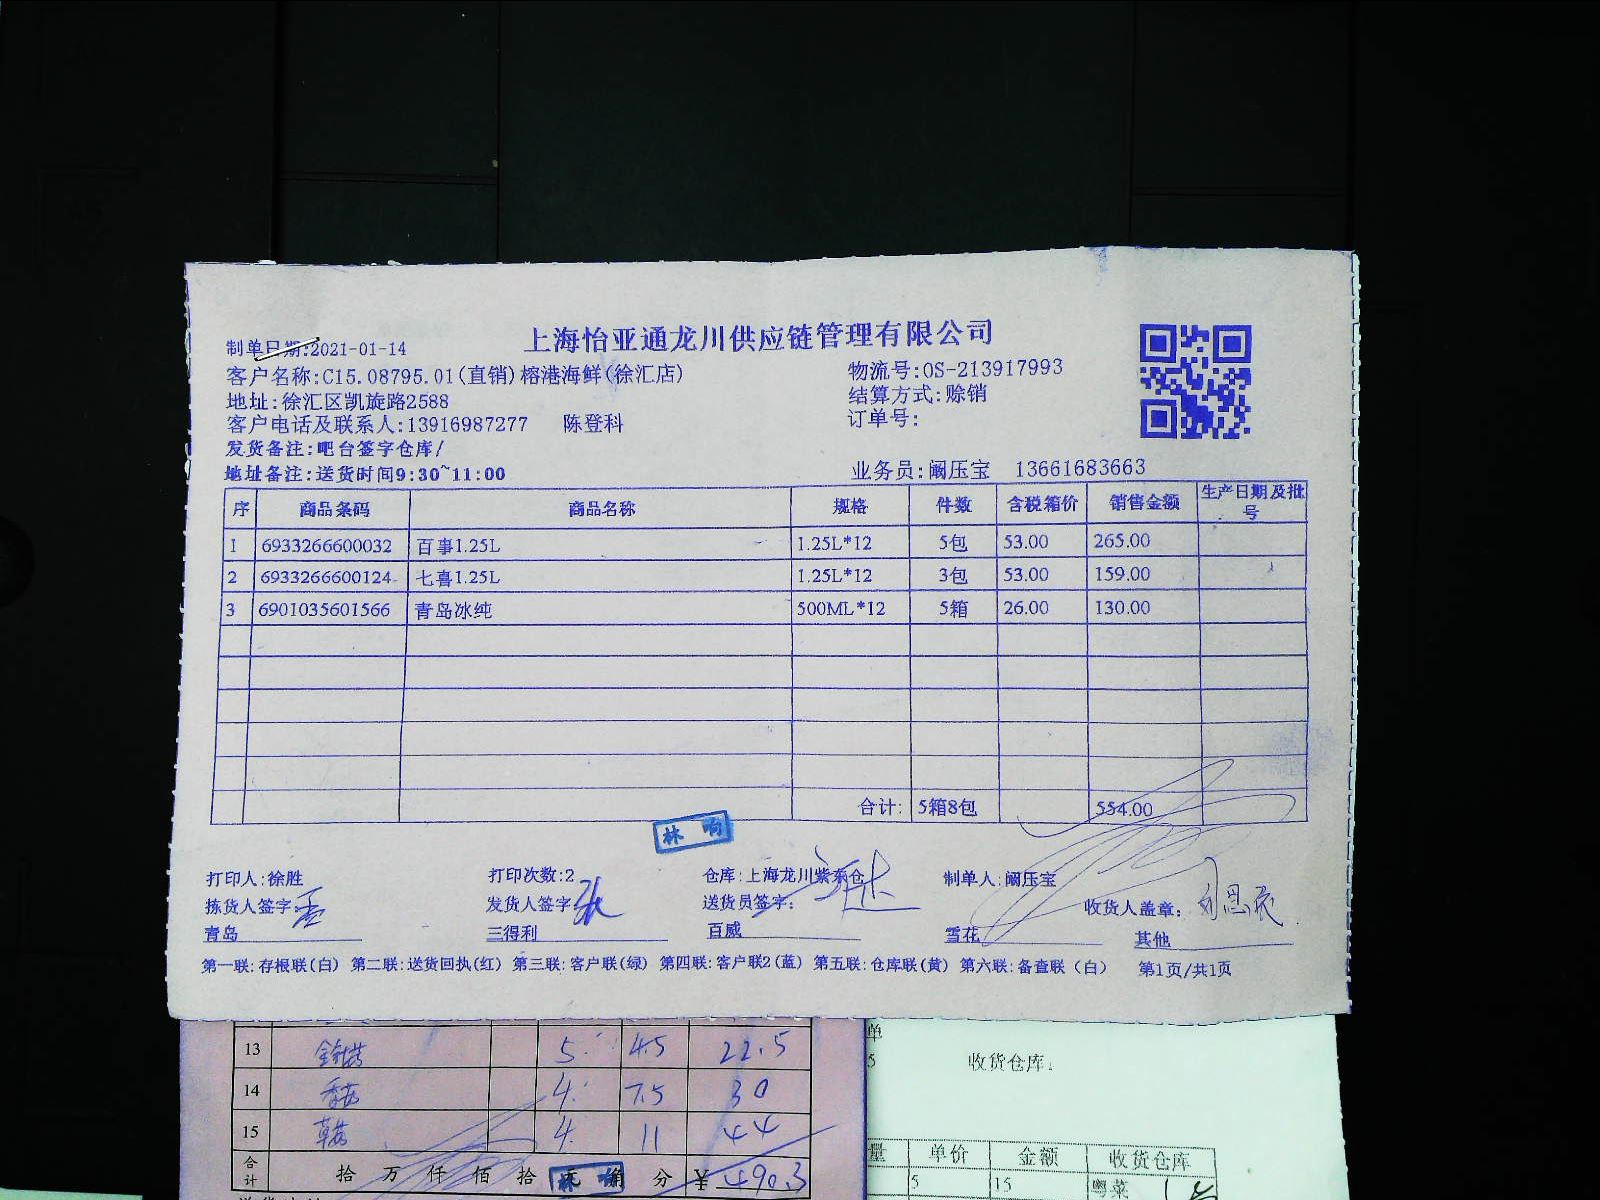 上海怡亚通龙川供应链管理有限公司
制单日期:2021-01-14
客户名称:C15.08795.01(直销)榕港海鲜(徐汇店) 物流号:OS-213917993
地址:徐汇区凯旋路2588 结算方式:赊销
客户电话及联系人:13916987277 陈登科 订单号:
发货备注:吧台签字仓库/
地址备注:送货时间9:30~11:00 业务员:阚压宝 13661683663
序 商品条码 商品名称 规格 件数 含税箱价 销售金额 生产日期及批号
1 6933266600032 百事1.25L 1.25L*12 5包 53.00 265.00
2 6933266600124 七喜1.25L 1.25L*12 3包 53.00 159.00
3 6901035601566 青岛冰纯 500ML*12 5箱 26.00 130.00
合计: 5箱8包 554.00
林响
打印人:徐胜 打印次数:2 仓库:上海龙川紫东仓 制单人:阚压宝
拣货人签字: 发货人签字: 张 送货员签字: 收货人盖章:
青岛 三得利 百威 雪花 其他
第一联:存根联(白) 第二联:送货回执(红) 第三联:客户联(绿) 第四联:客户联2(蓝) 第五联:仓库联(黄) 第六联:备查联(白) 第1页/共1页
13 5 4.5 22.5
14 4 7.5 30
15 4 11 44
合计 拾 万 仟 佰 拾 元 角 分 ¥ 490.3
单
5 收货仓库:
量 单价 金额 收货仓库
5 15 粤菜